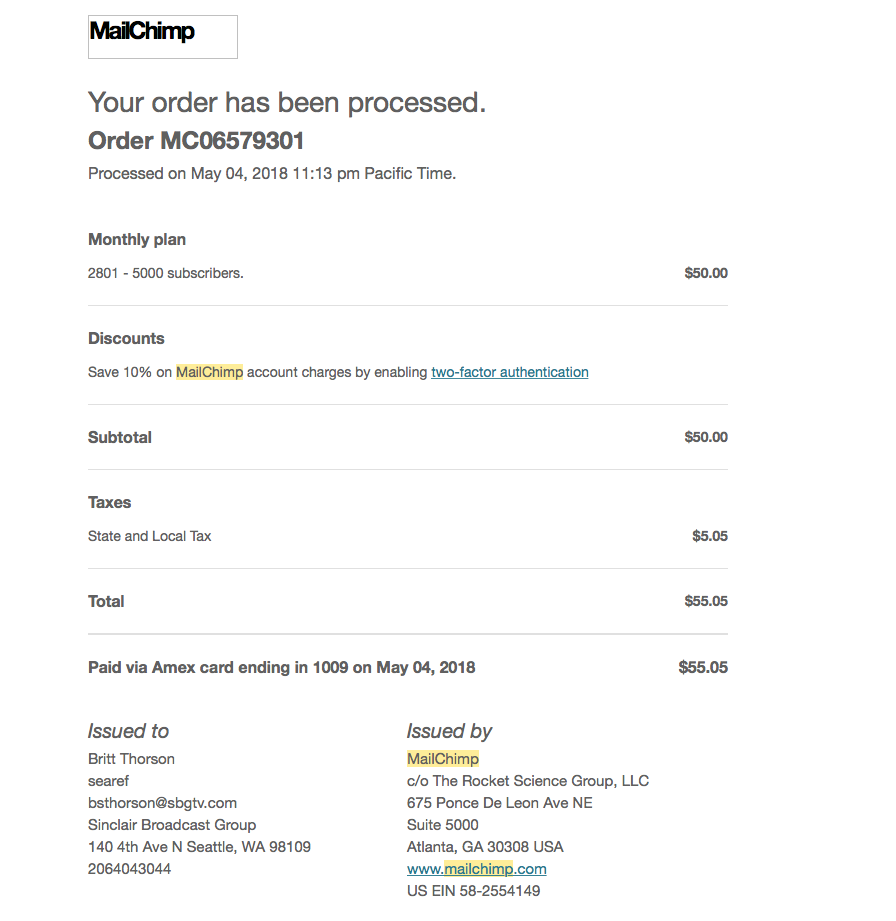 MailChimp
Your order has been processed.
Order MC06579301
Processed on May 04, 2018 11:13 pm Pacific Time.
Monthly plan
2801 - 5000 subscribers. $50.00
Discounts
Save 10% on MailChimp account charges by enabling two-factor authentication
Subtotal $50.00
Taxes
State and Local Tax $5.05
Total $55.05
Paid via Amex card ending in 1009 on May 04, 2018 $55.05
Issued to
Britt Thorson
searef
bsthorson@sbgtv.com
Sinclair Broadcast Group
140 4th Ave N Seattle, WA 98109
2064043044
Issued by
MailChimp
c/o The Rocket Science Group, LLC
675 Ponce De Leon Ave NE
Suite 5000
Atlanta, GA 30308 USA
www.mailchimp.com
US EIN 58-2554149